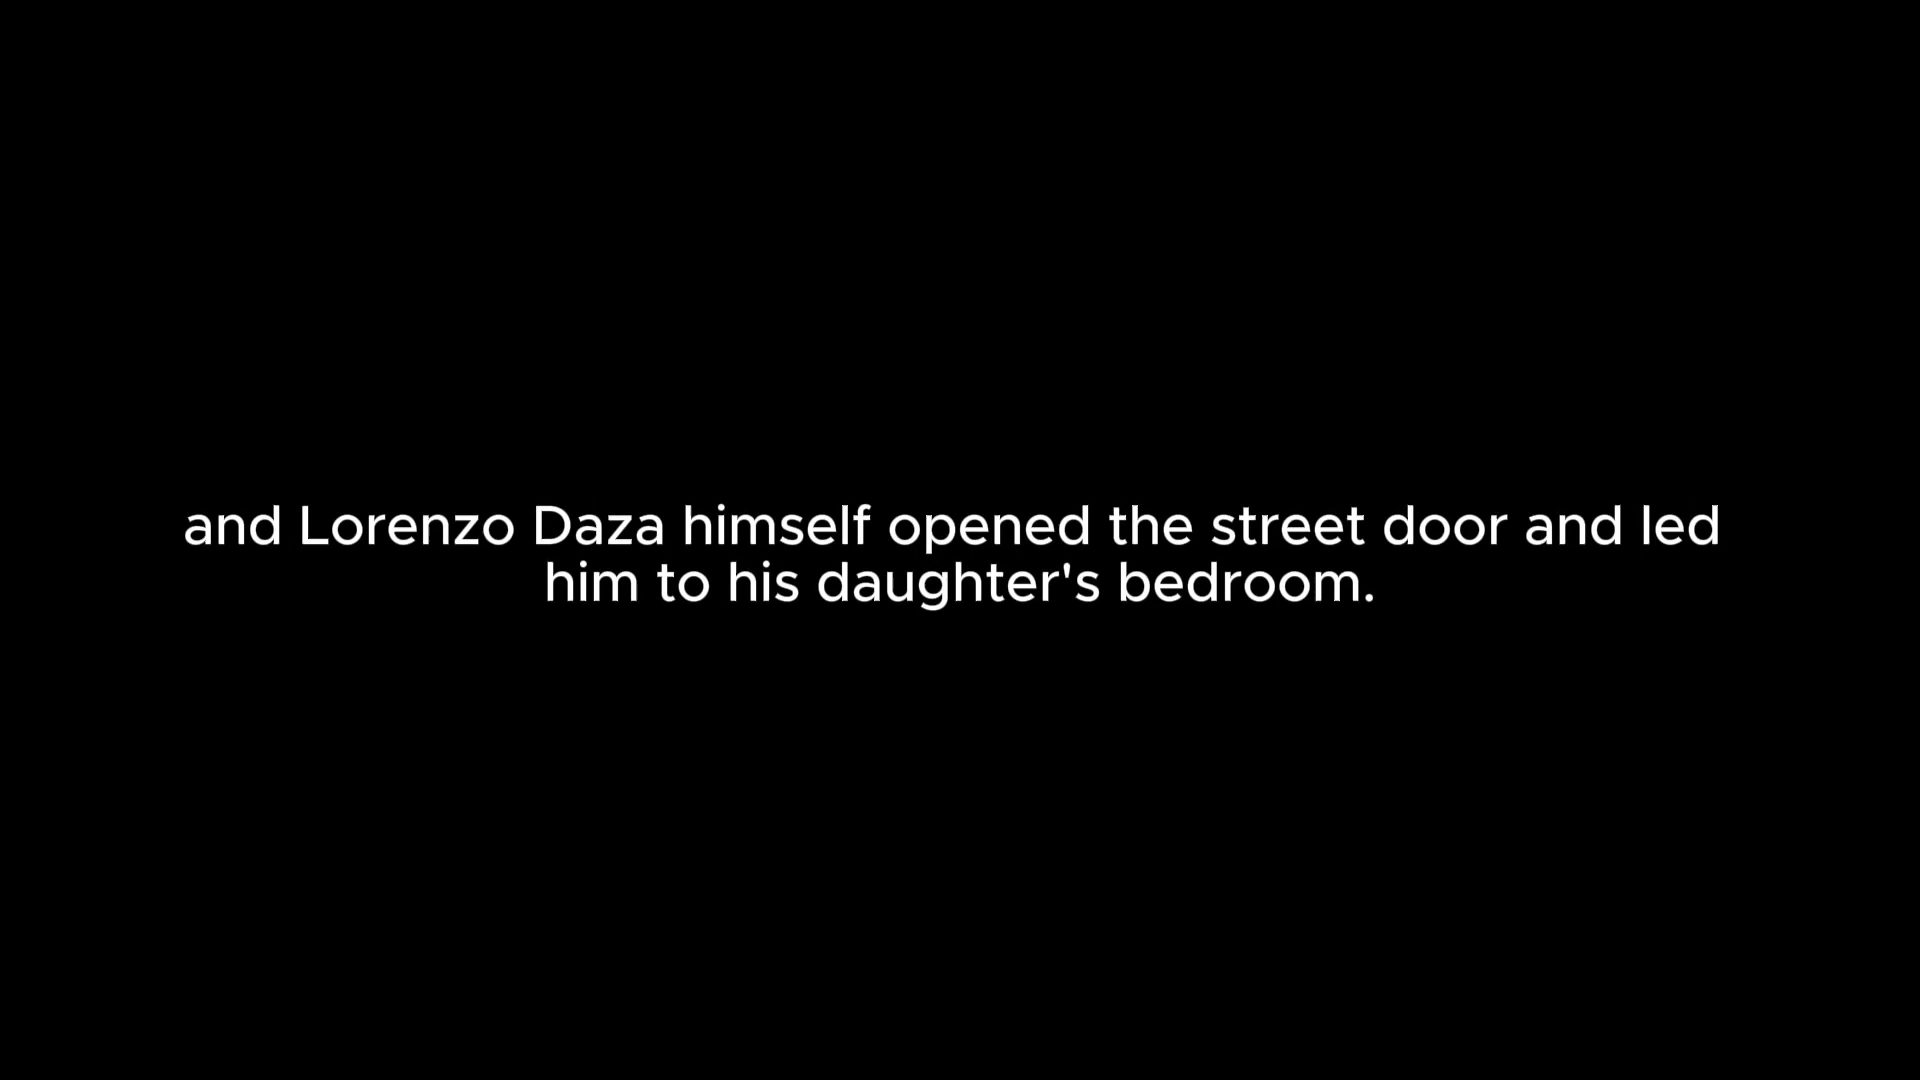 and Lorenzo Daza himself opened the street door and led
him to his daughter's bedroom.